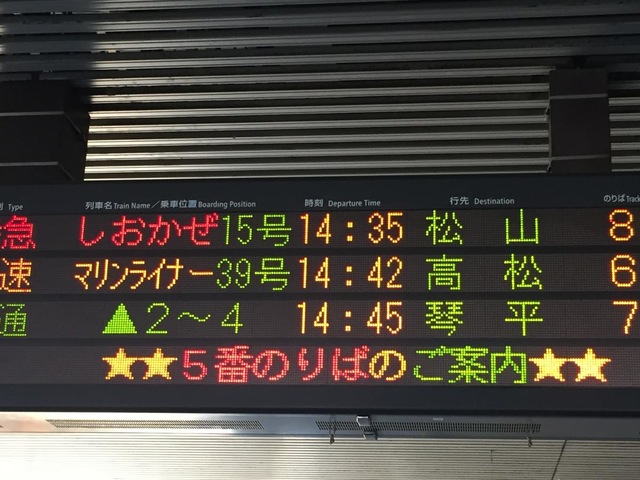 別 Type 列車名 Train Name／乗車位置 Boarding Position 時刻 Departure Time 行先 Destination のりば Track
急 しおかぜ15号 14：35 松山 8
速 マリンライナー39号 14：42 高松 6
通 ▲2～4 14：45 琴平 7
★★5番のりばのご案内★★